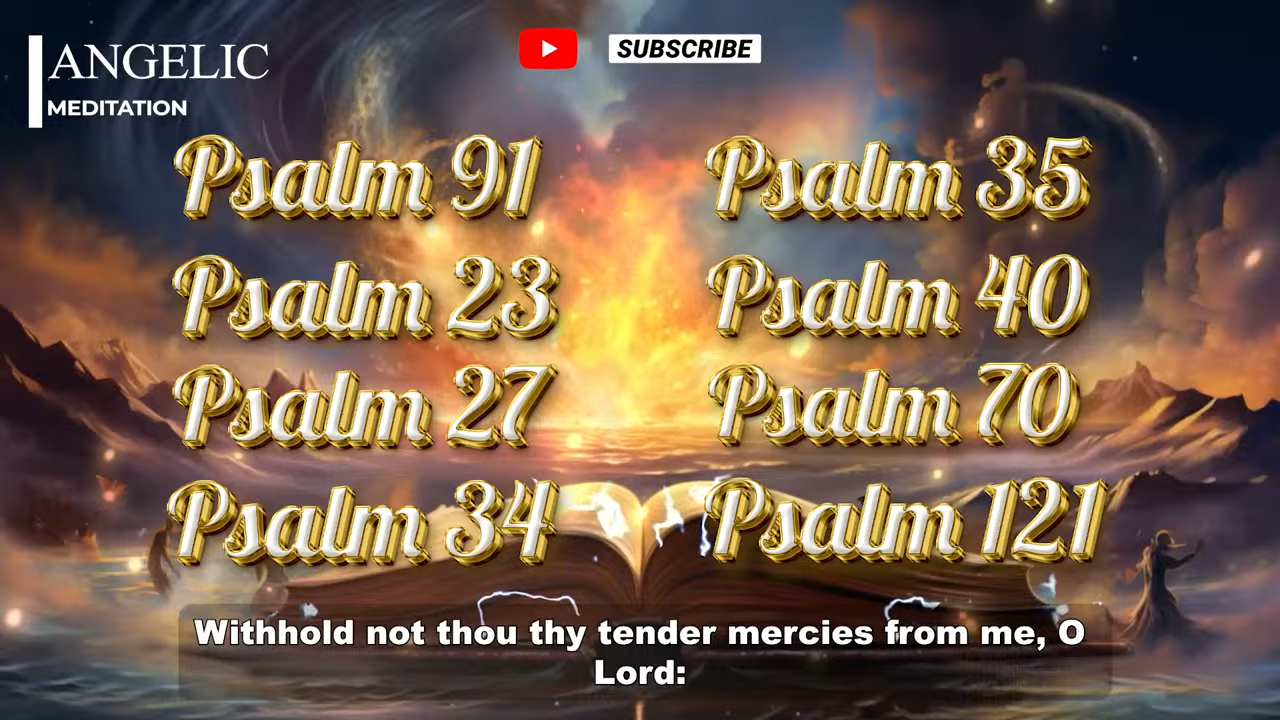 ANGELIC
MEDITATION
SUBSCRIBE
Psalm 91
Psalm 23
Psalm 27
Psalm 34
Psalm 35
Psalm 40
Psalm 70
Psalm 121
Withhold not thou thy tender mercies from me, O
Lord: